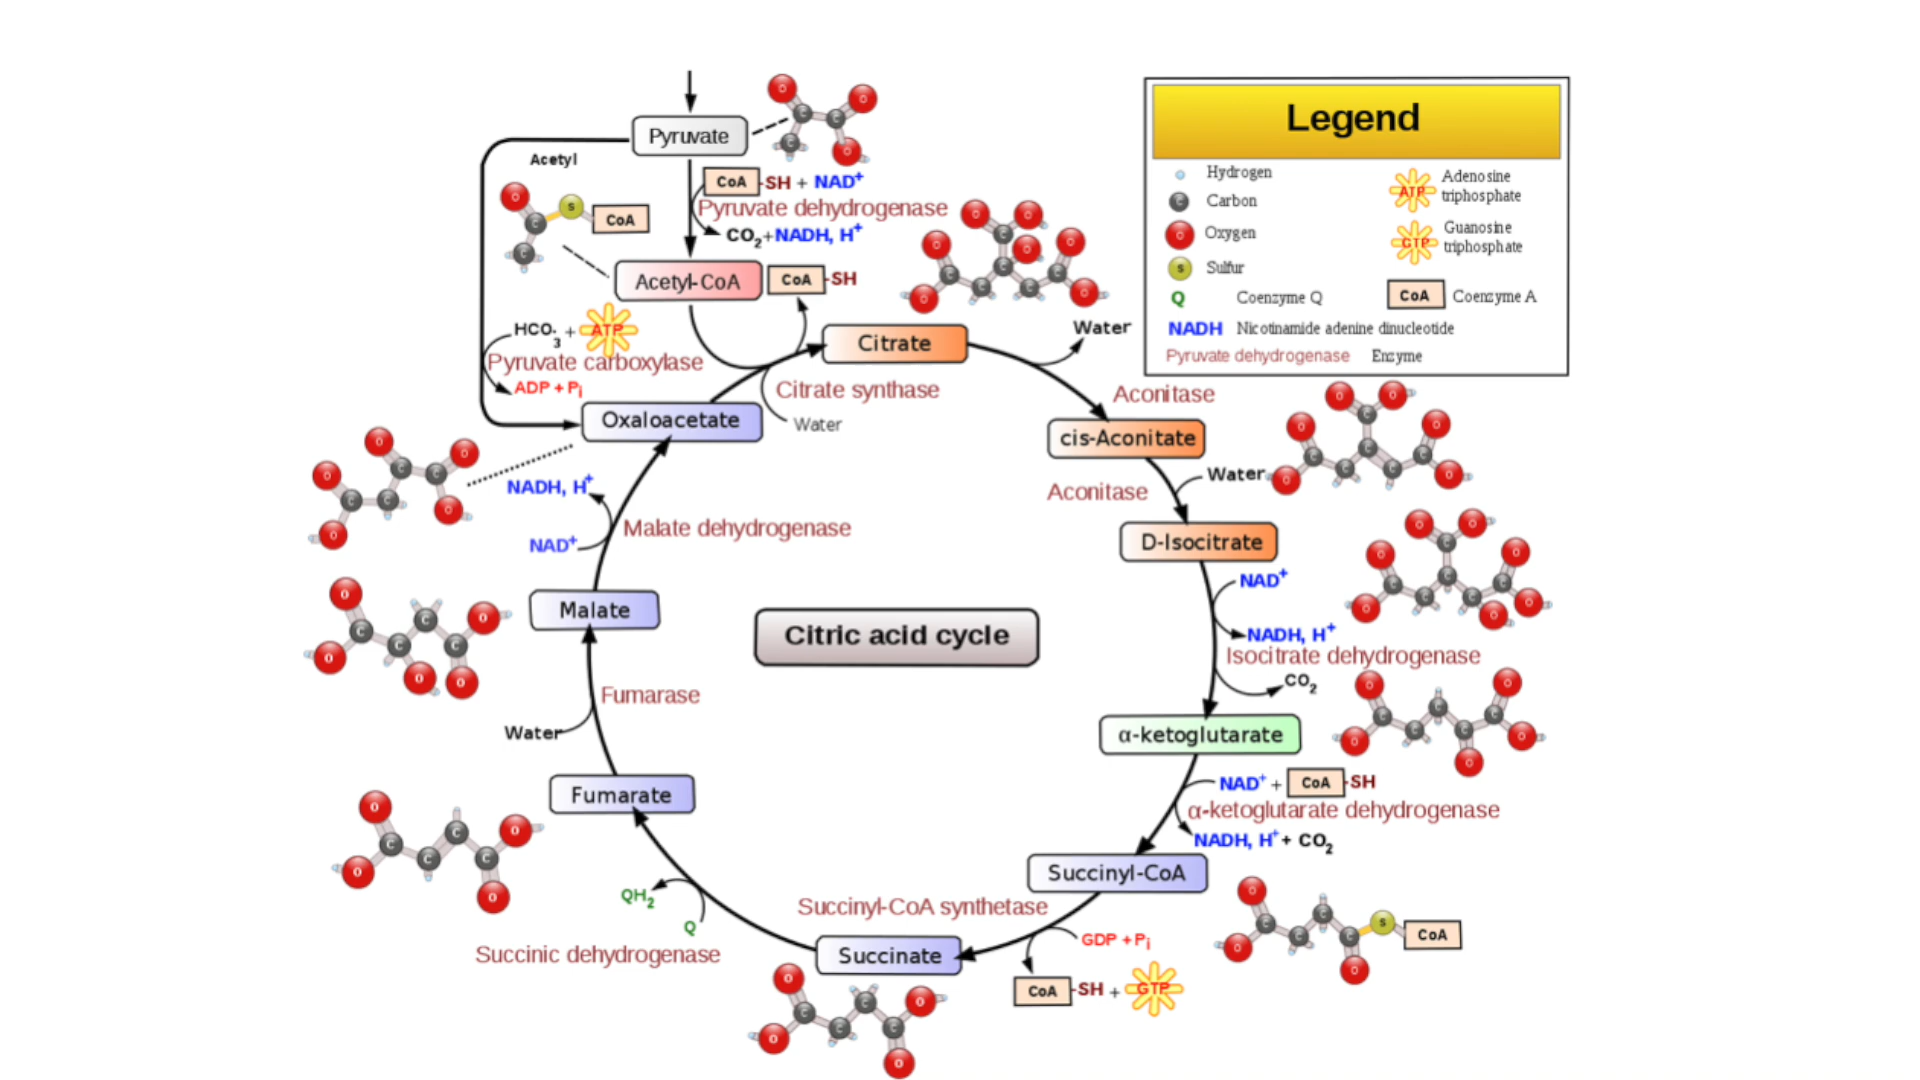 Legend
Hydrogen
Carbon
Oxygen
Sulfur
Q Coenzyme Q
NADH Nicotinamide adenine dinucleotide
Pyruvate dehydrogenase Enzyme
ATP Adenosine
triphosphate
GTP Guanosine
triphosphate
CoA Coenzyme A
Pyruvate
Acetyl
S CoA
CoA -SH + NAD+
Pyruvate dehydrogenase
CO2+NADH, H+
Acetyl-CoA
CoA -SH
HCO3- + ATP
Pyruvate carboxylase
ADP + Pi
Citrate
Citrate synthase
Water
Oxaloacetate
Water
Aconitase
cis-Aconitate
Water
Aconitase
D-Isocitrate
NAD+
NADH, H+
Isocitrate dehydrogenase
CO2
α-ketoglutarate
NAD+ + CoA -SH
α-ketoglutarate dehydrogenase
NADH, H+ + CO2
Succinyl-CoA
S CoA
Succinyl-CoA synthetase
GDP + Pi
CoA -SH + GTP
Succinate
Q
QH2
Succinic dehydrogenase
Fumarate
Water
Fumarase
Malate
NAD+
NADH, H+
Malate dehydrogenase
Citric acid cycle